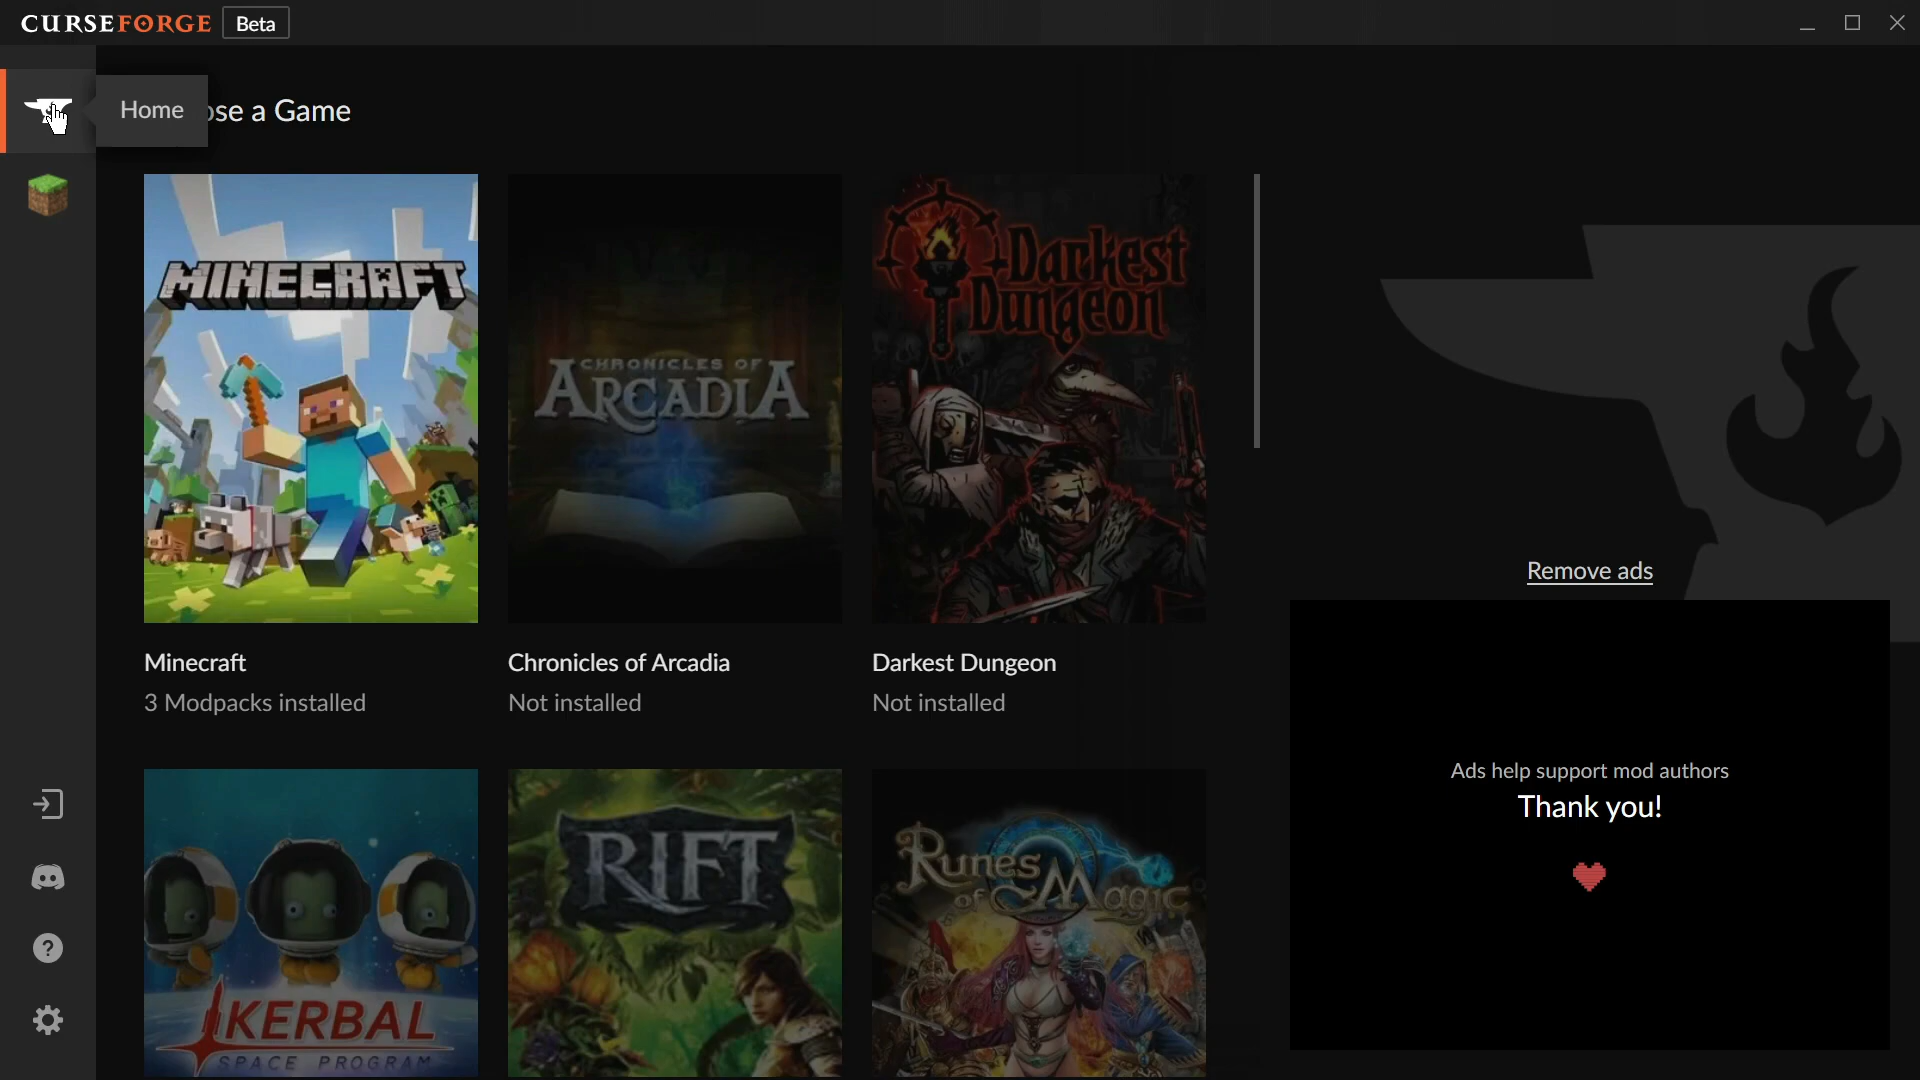 CURSEFORGE Beta
Home
ose a Game
MINECRAFT
CHRONICLES OF
ARCADIA
Darkest
Dungeon
Minecraft
3 Modpacks installed
Chronicles of Arcadia
Not installed
Darkest Dungeon
Not installed
Remove ads
Ads help support mod authors
Thank you!
KERBAL
SPACE PROGRAM
RIFT
Runes
of Magic
?